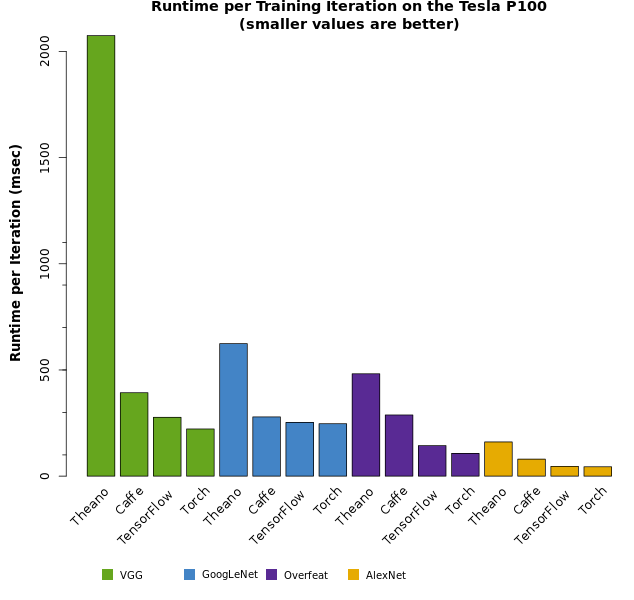 Runtime per Training Iteration on the Tesla P100
(smaller values are better)
Runtime per Iteration (msec)
2000
1500
1000
500
0
Theano
Caffe
TensorFlow
Torch
Theano
Caffe
TensorFlow
Torch
Theano
Caffe
TensorFlow
Torch
Theano
Caffe
TensorFlow
Torch
VGG GoogLeNet Overfeat AlexNet